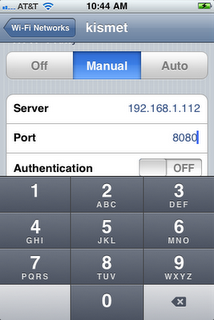 AT&T 10:44 AM
Wi-Fi Networks kismet
Off Manual Auto
Server 192.168.1.112
Port 8080
Authentication OFF
1 2 3
ABC DEF
4 5 6
GHI JKL MNO
7 8 9
PQRS TUV WXYZ
0